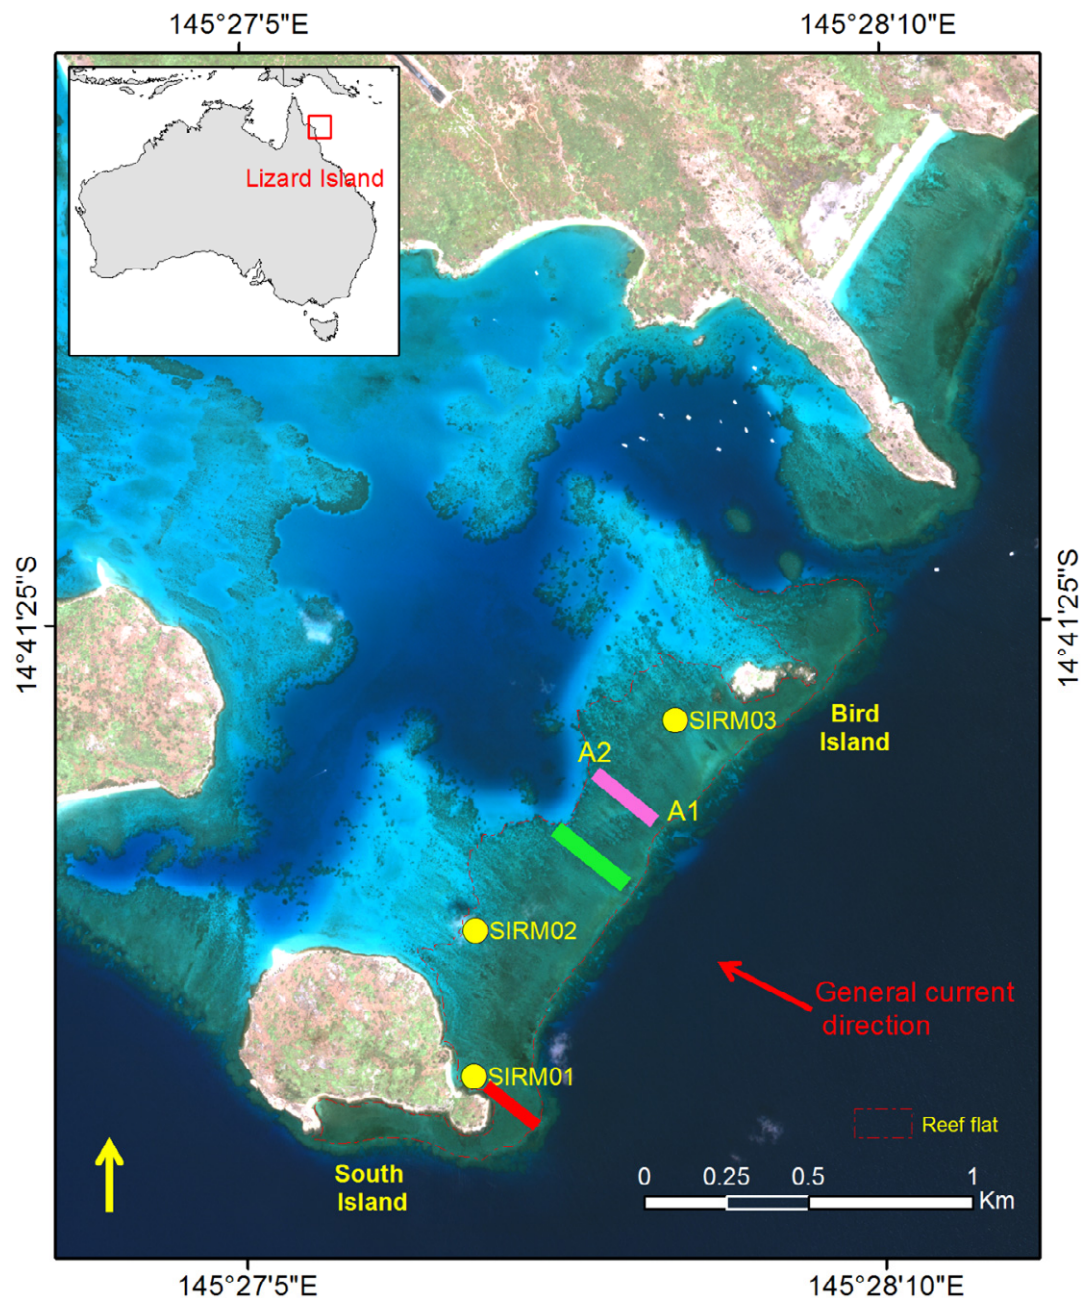 145°27'5"E
145°28'10"E
Lizard Island
14°41'25"S
14°41'25"S
SIRM03
Bird
Island
A2
A1
SIRM02
General current
direction
SIRM01
Reef flat
South
Island
0 0.25 0.5 1
Km
145°27'5"E
145°28'10"E